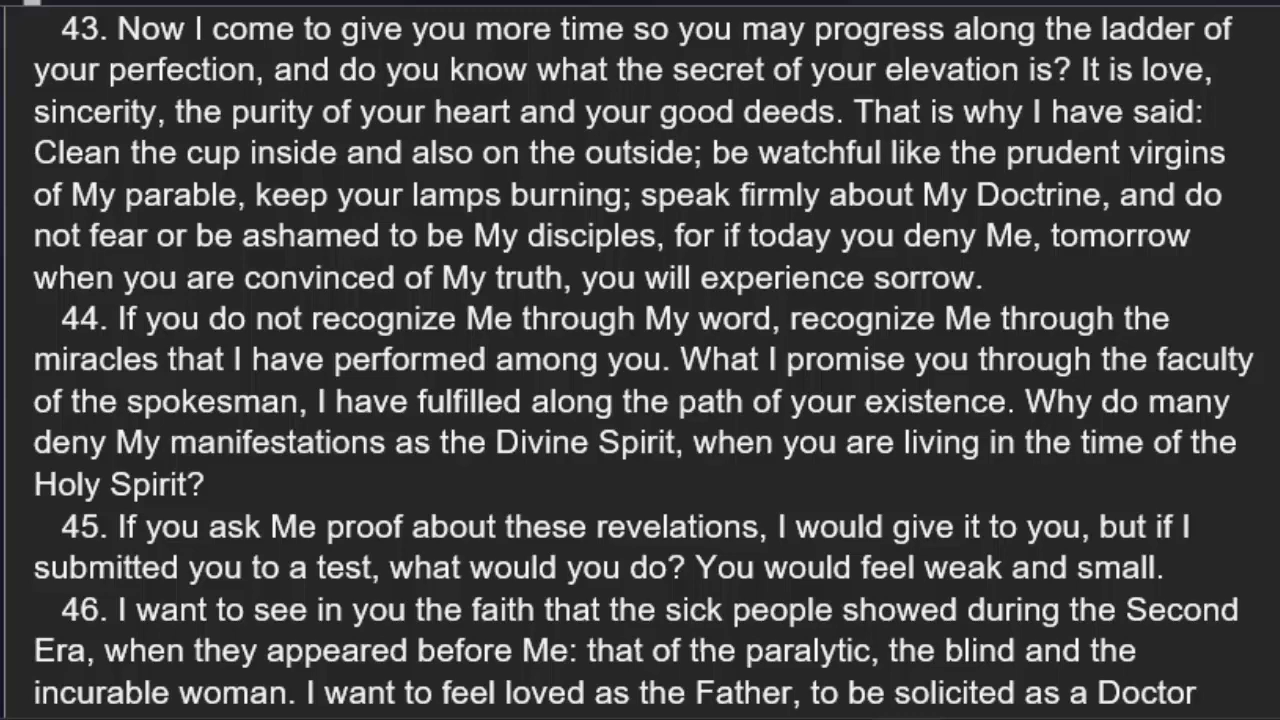 43. Now I come to give you more time so you may progress along the ladder of
your perfection, and do you know what the secret of your elevation is? It is love,
sincerity, the purity of your heart and your good deeds. That is why I have said:
Clean the cup inside and also on the outside; be watchful like the prudent virgins
of My parable, keep your lamps burning; speak firmly about My Doctrine, and do
not fear or be ashamed to be My disciples, for if today you deny Me, tomorrow
when you are convinced of My truth, you will experience sorrow.
44. If you do not recognize Me through My word, recognize Me through the
miracles that I have performed among you. What I promise you through the faculty
of the spokesman, I have fulfilled along the path of your existence. Why do many
deny My manifestations as the Divine Spirit, when you are living in the time of the
Holy Spirit?
45. If you ask Me proof about these revelations, I would give it to you, but if I
submitted you to a test, what would you do? You would feel weak and small.
46. I want to see in you the faith that the sick people showed during the Second
Era, when they appeared before Me: that of the paralytic, the blind and the
incurable woman. I want to feel loved as the Father, to be solicited as a Doctor